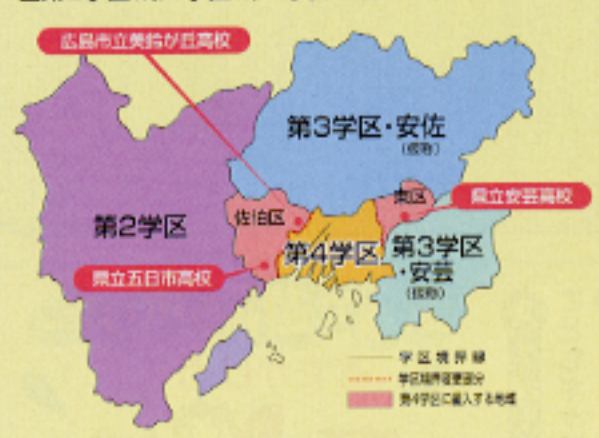 広島市立美鈴が丘高校
第3学区・安佐
(仮称)
東区
県立安芸高校
佐伯区
第2学区
第4学区
第3学区
・安芸
(仮称)
県立五日市高校
学区境界線
学区境界変更部分
第4学区に編入する地域